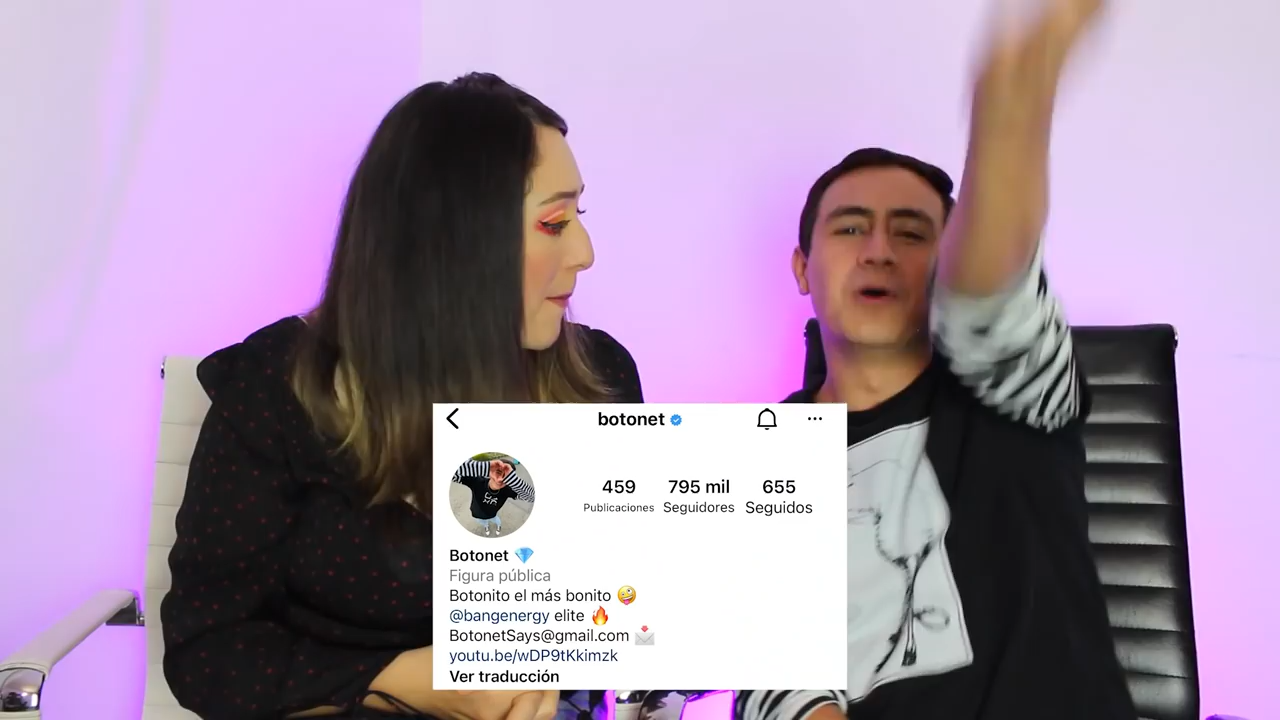 botonet
459 795 mil 655
Publicaciones Seguidores Seguidos
Botonet 💎
Figura pública
Botonito el más bonito 🤪
@bangenergy elite 🔥
BotonetSays@gmail.com 📩
youtu.be/wDP9tKkimzk
Ver traducción